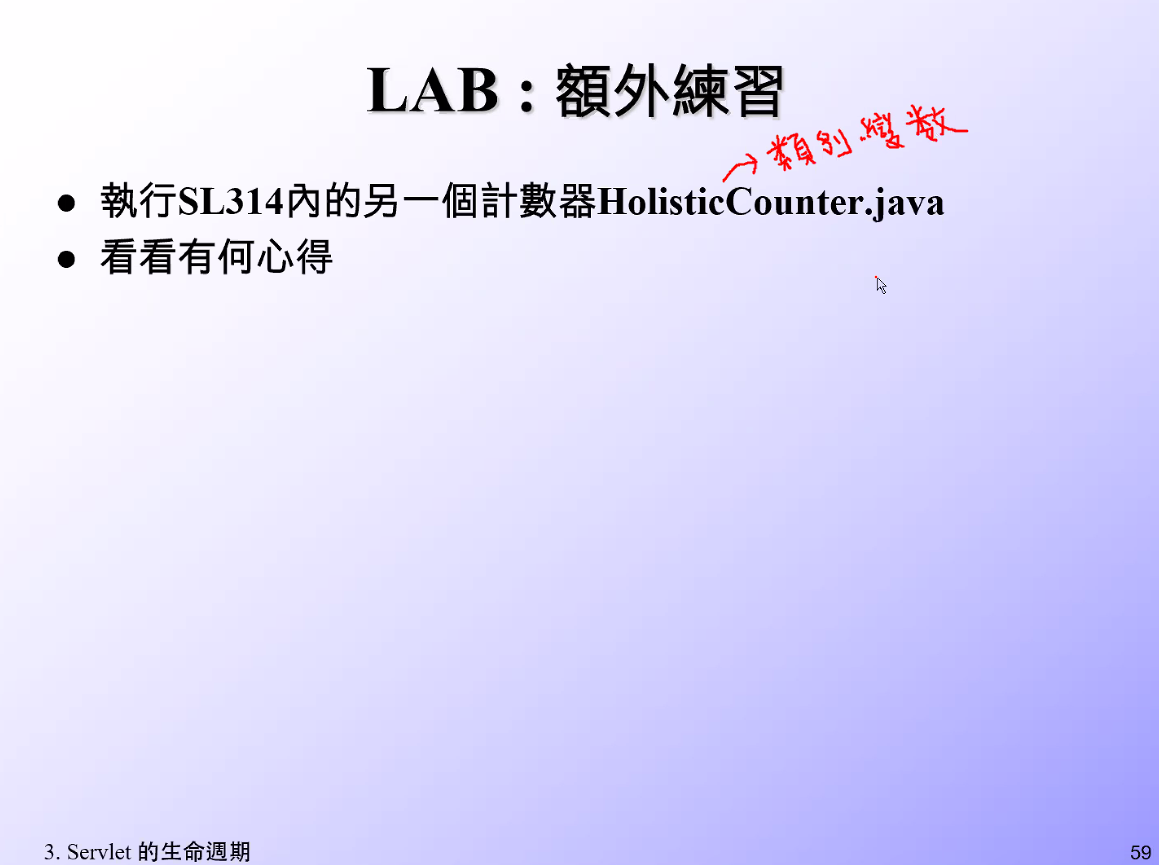 LAB : 額外練習
→類別變数
● 執行SL314內的另一個計數器HolisticCounter.java
● 看看有何心得
3. Servlet 的生命週期
59